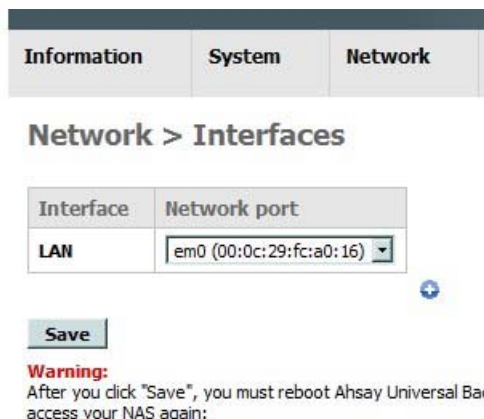 Information System Network
Network > Interfaces
Interface Network port
LAN em0 (00:0c:29:fc:a0:16)
Save
Warning:
After you click "Save", you must reboot Ahsay Universal Bac
access your NAS again: